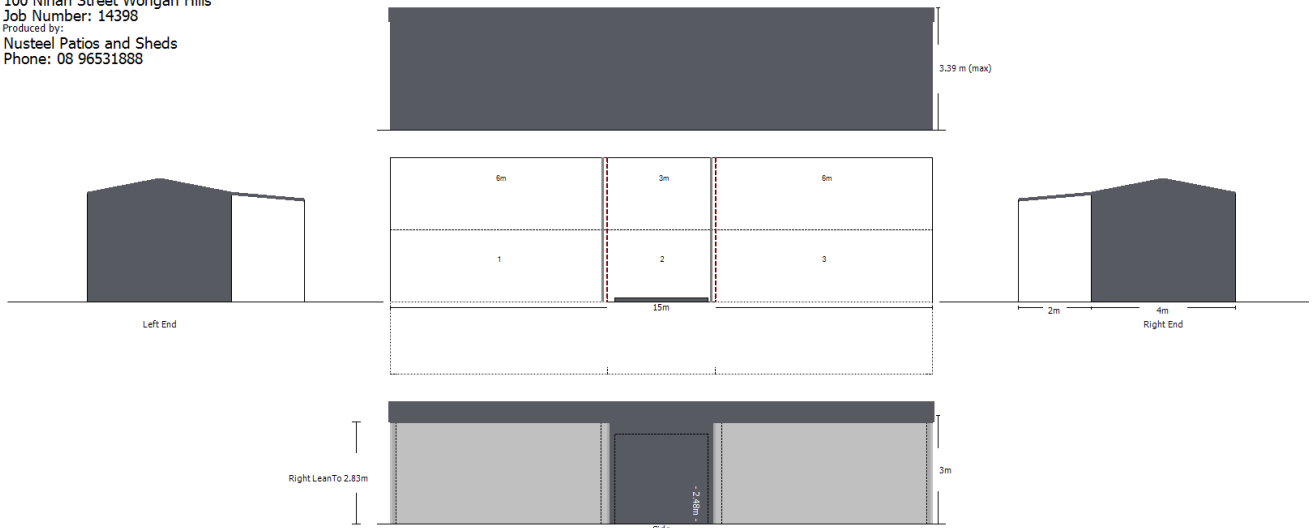 100 Ninan Street Wongan Hills
Job Number: 14398
Produced by:
Nusteel Patios and Sheds
Phone: 08 96531888
3.39 m (max)
6m
3m
6m
1
2
3
15m
Left End
2m
4m
Right End
Right LeanTo 2.83m
- 2.48m -
3m